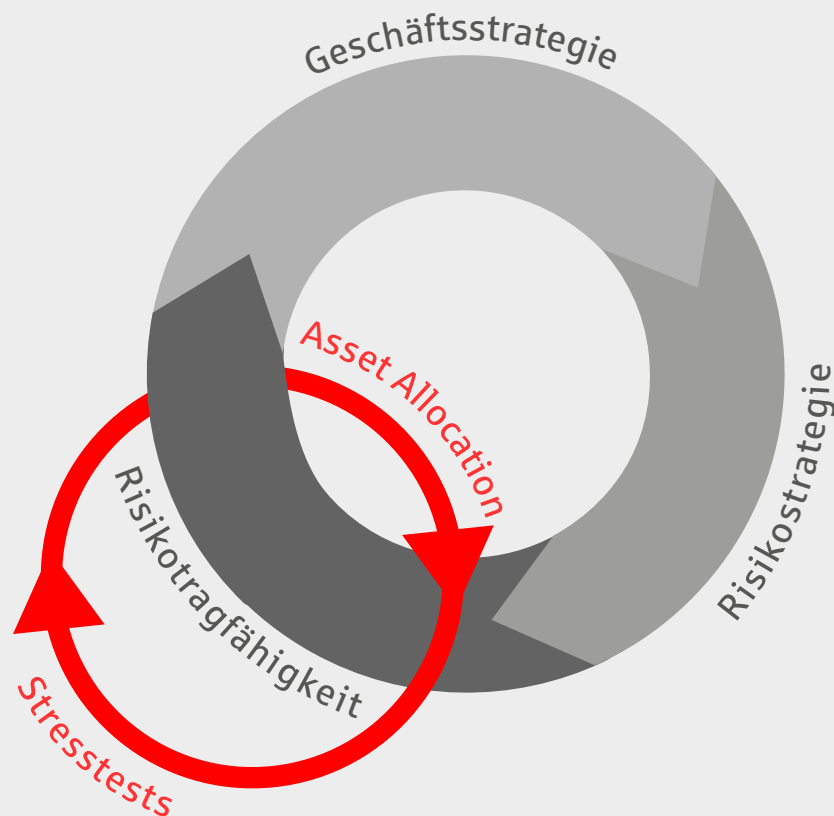 Geschäftsstrategie
Asset Allocation
Risikostrategie
Risikotragfähigkeit
Stresstests